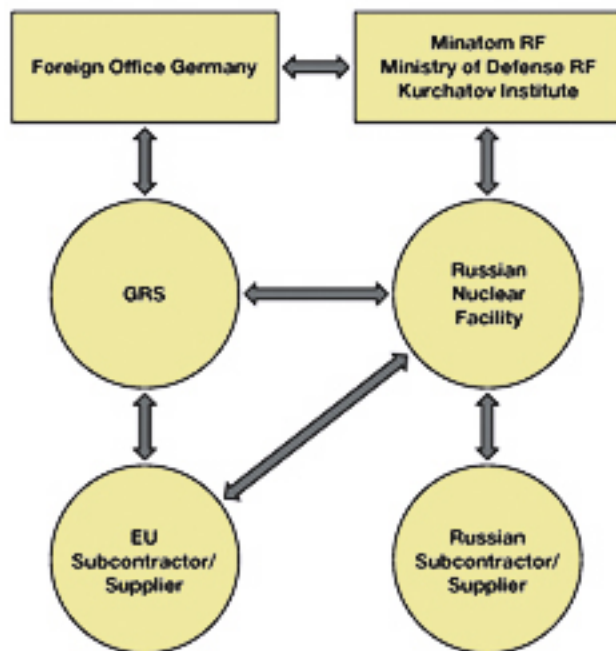 Foreign Office Germany
Minatom RF
Ministry of Defense RF
Kurchatov Institute
GRS
Russian
Nuclear
Facility
EU
Subcontractor/
Supplier
Russian
Subcontractor/
Supplier